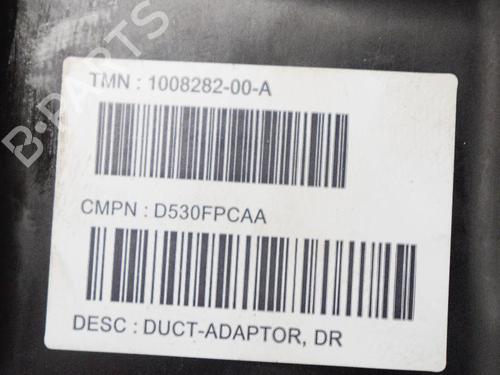 B-PARTS
TMN : 1008282-00-A
CMPN : D530FPCAA
DESC : DUCT-ADAPTOR, DR